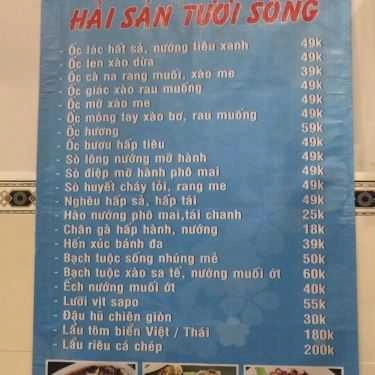 HẢI SẢN TƯƠI SỐNG
- Ốc lác hất sả, nướng tiêu xanh 49k
- Ốc len xào dừa 49k
- Ốc cà na rang muối, xào me 39k
- Ốc giác xào rau muống 49k
- Ốc mỡ xào me 49k
- Ốc móng tay xào bơ, rau muống 49k
- Ốc hương 59k
- Ốc bươu hấp tiêu 49k
- Sò lông nướng mỡ hành 49k
- Sò điệp mỡ hành phô mai 49k
- Sò huyết cháy tỏi, rang me 49k
- Nghêu hấp sả, hấp tái 49k
- Hào nướng phô mai,tái chanh 25k
- Chân gà hấp hành, nướng 18k
- Hến xúc bánh đa 39k
- Bạch tuộc sống nhúng mẻ 50k
- Bạch tuộc xào sa tế, nướng muối ớt 60k
- Ếch nướng muối ớt 40k
- Lưỡi vịt sapo 55k
- Đậu hủ chiên giòn 30k
- Lẩu tôm biển Việt / Thái 180k
- Lẩu riêu cá chép 200k